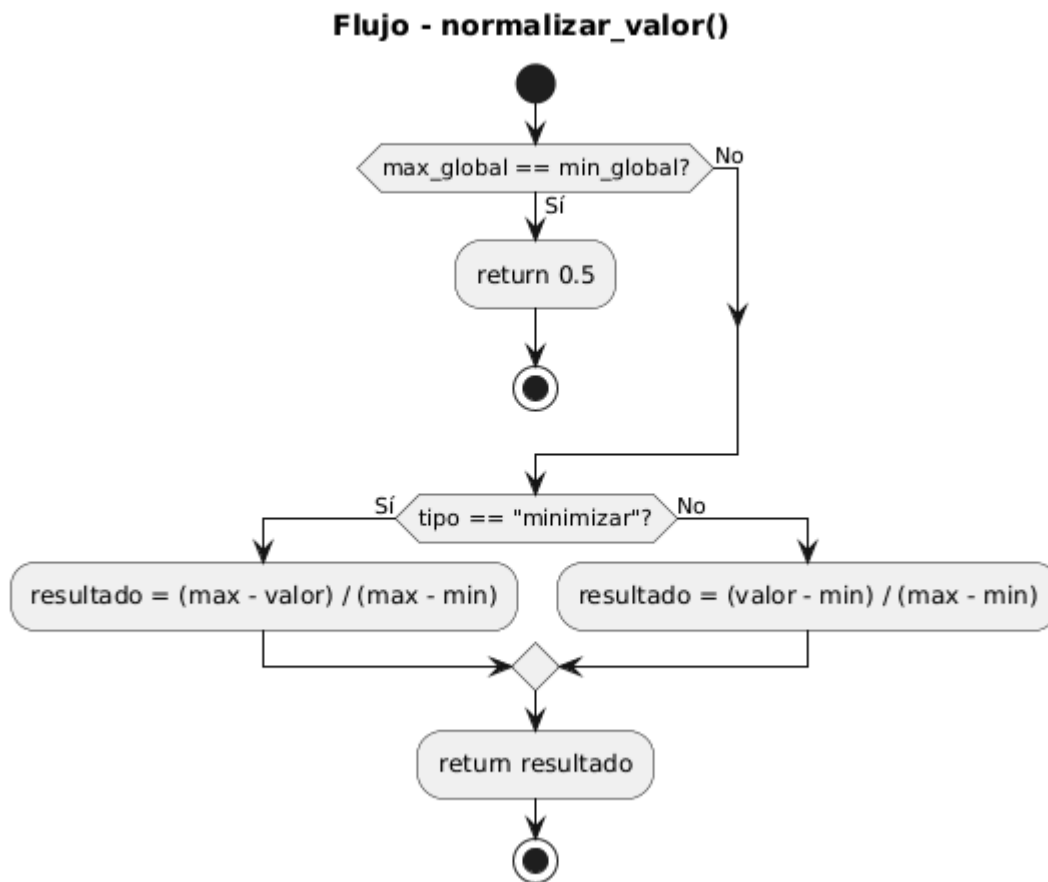 Flujo - normalizar_valor()
max_global == min_global?
No
Sí
return 0.5
Sí
tipo == "minimizar"?
No
resultado = (max - valor) / (max - min)
resultado = (valor - min) / (max - min)
return resultado